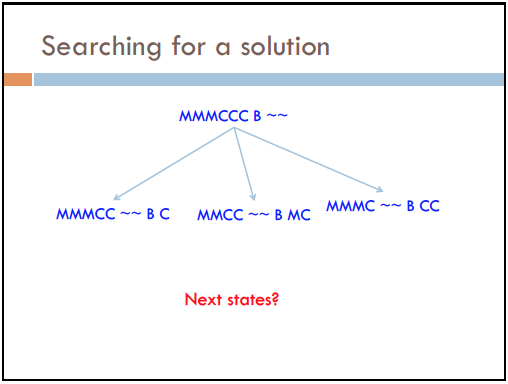 Searching for a solution
MMMCCC B ~~
MMMCC ~~ B C
MMCC ~~ B MC
MMMC ~~ B CC
Next states?